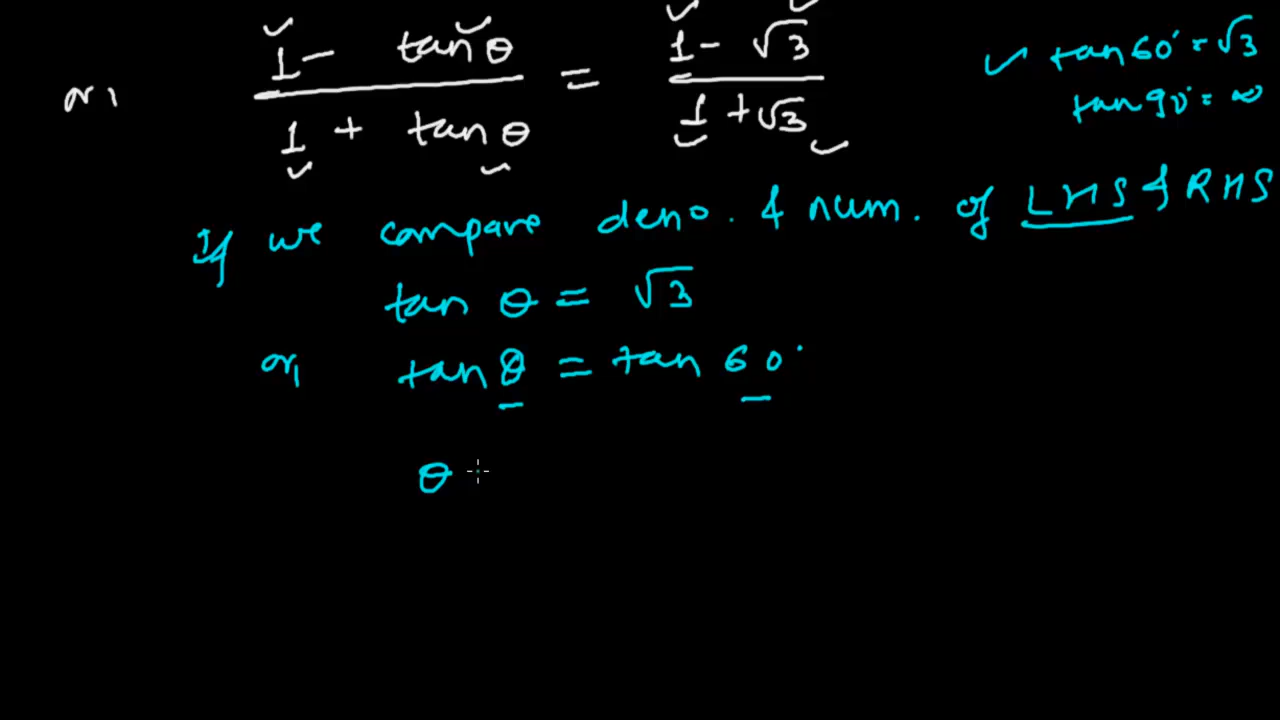 or, 1 - tan θ / 1 + tan θ = 1 - √3 / 1 + √3
✓ tan 60° = √3
tan 90° = ∞
If we compare deno. & num. of LHS & RHS
tan θ = √3
or, tan θ = tan 60°
θ